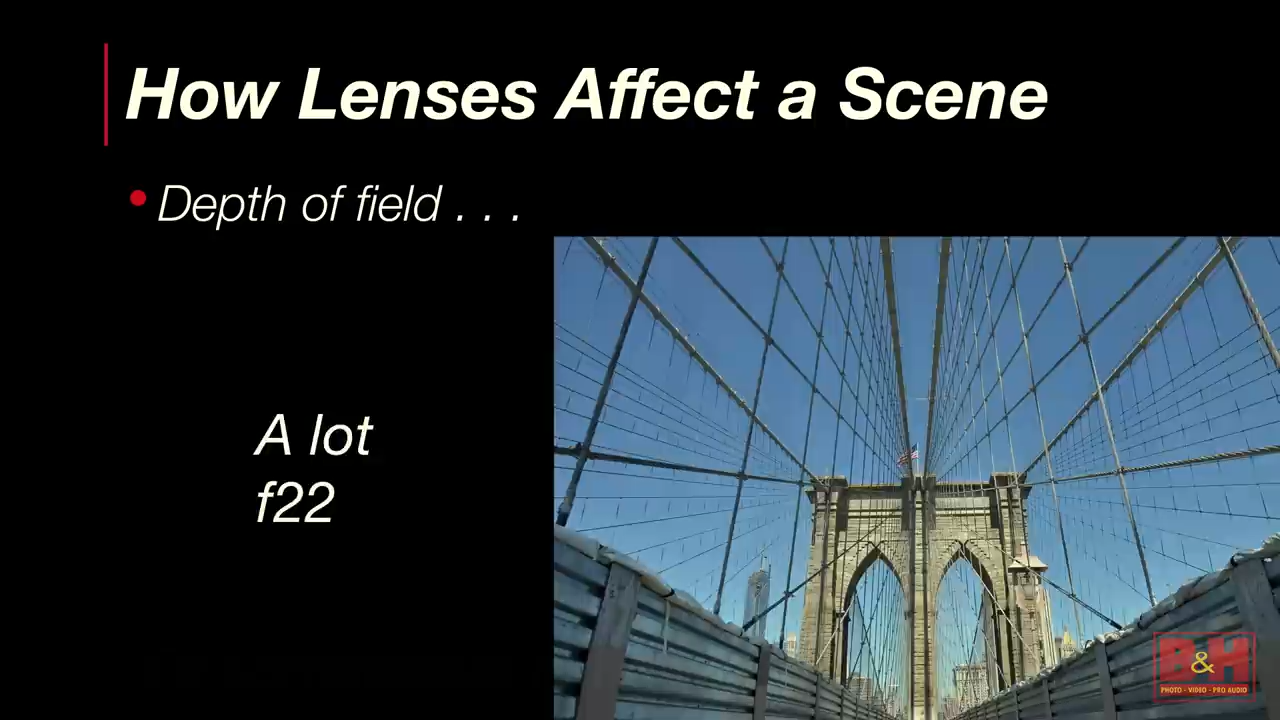 How Lenses Affect a Scene
• Depth of field . . .
A lot
f22
B&H
PHOTO - VIDEO - PRO AUDIO